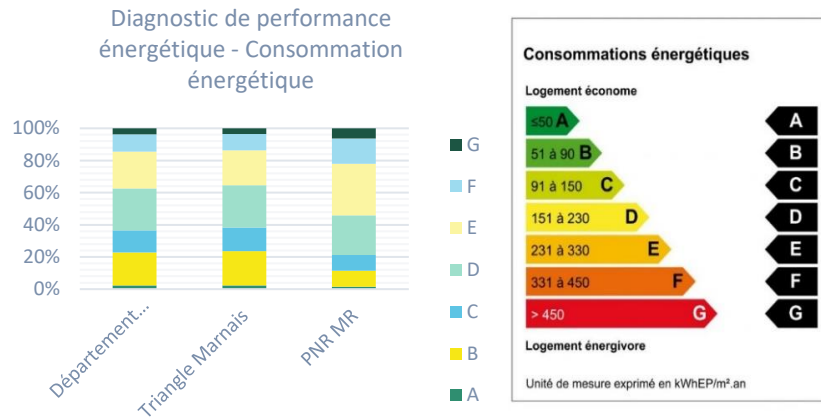 Diagnostic de performance
énergétique - Consommation
énergétique
100%
80%
60%
40%
20%
0%
Département...
Triangle Marnais
PNR MR
G
F
E
D
C
B
A
Consommations énergétiques
Logement économe
≤50 A
A
51 à 90 B
B
91 à 150 C
C
151 à 230 D
D
231 à 330 E
E
331 à 450 F
F
> 450 G
G
Logement énergivore
Unité de mesure exprimé en kWhEP/m².an